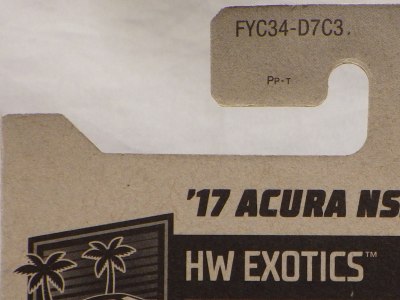 FYC34-D7C3.
PP-T
'17 ACURA NS
HW EXOTICS™